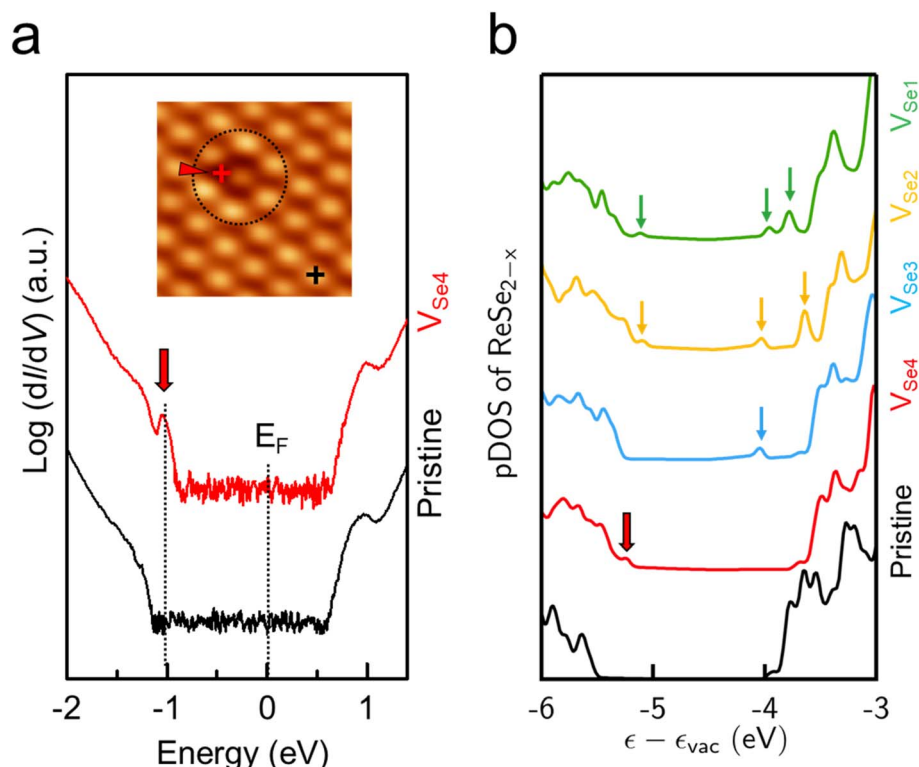 a
Log (dI/dV) (a.u.)
E_F
V_Se4
Pristine
-2 -1 0 1
Energy (eV)
b
pDOS of ReSe_2−x
V_Se1
V_Se2
V_Se3
V_Se4
Pristine
-6 -5 -4 -3
ϵ − ϵ_vac (eV)